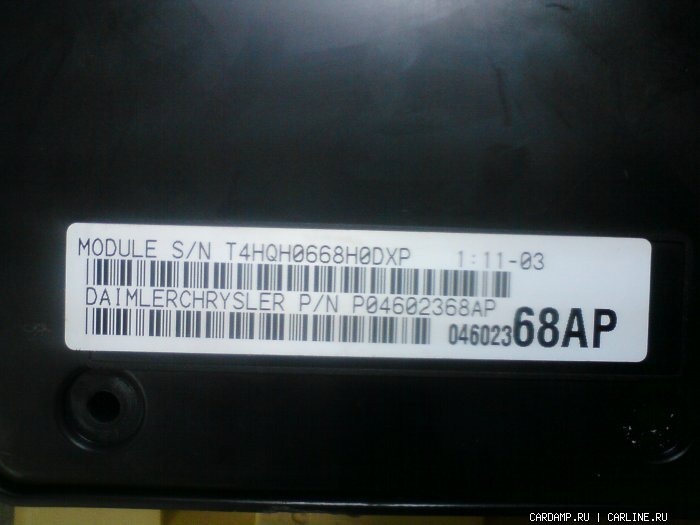 MODULE S/N T4HQH0668H0DXP 1:11-03
DAIMLERCHRYSLER P/N P04602368AP
04602368AP
CARDAMP.RU | CARLINE.RU